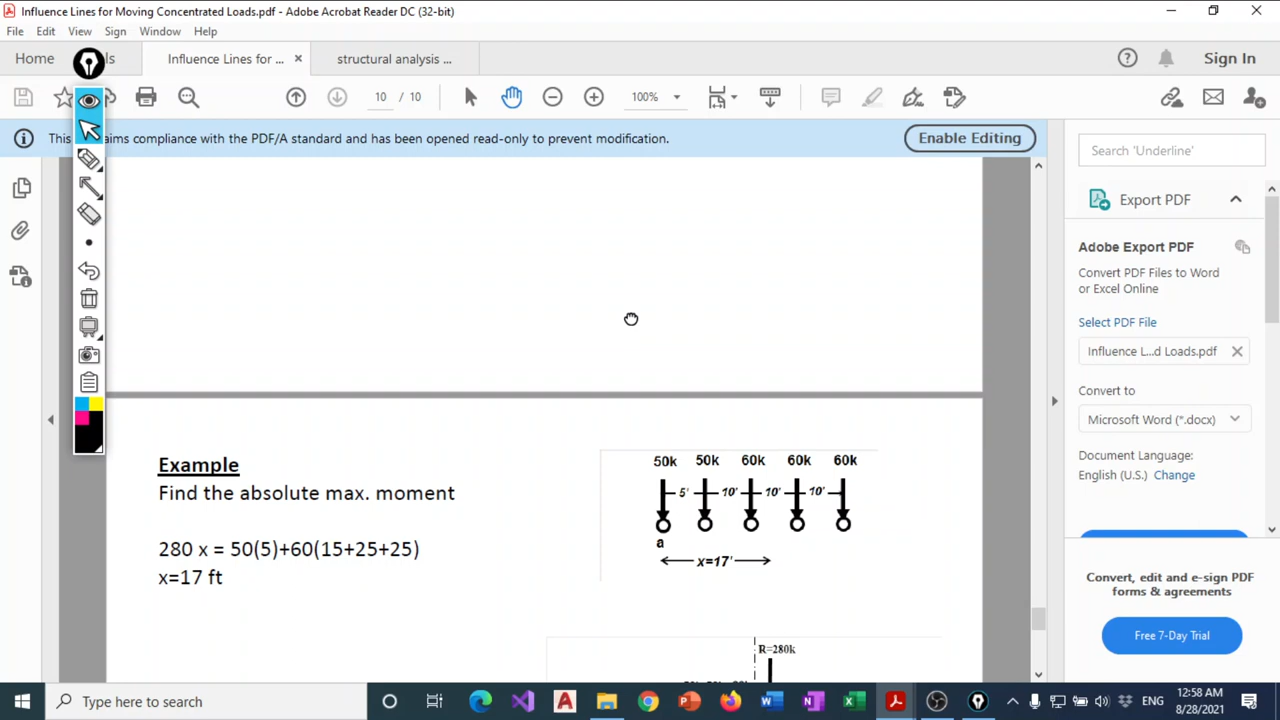 Influence Lines for Moving Concentrated Loads.pdf - Adobe Acrobat Reader DC (32-bit)
File Edit View Sign Window Help
Home ls Influence Lines for ... × structural analysis ... Sign In
10 / 10 100%
This aims compliance with the PDF/A standard and has been opened read-only to prevent modification. Enable Editing
Search 'Underline'
Export PDF
Adobe Export PDF
Convert PDF Files to Word
or Excel Online
Select PDF File
Influence L...d Loads.pdf
Convert to
Microsoft Word (*.docx)
Document Language:
English (U.S.) Change
Convert, edit and e-sign PDF
forms & agreements
Free 7-Day Trial
Example
Find the absolute max. moment
280 x = 50(5)+60(15+25+25)
x=17 ft
50k 50k 60k 60k 60k
5' 10' 10' 10'
a
x=17'
R=280k
Type here to search
ENG
12:58 AM
8/28/2021